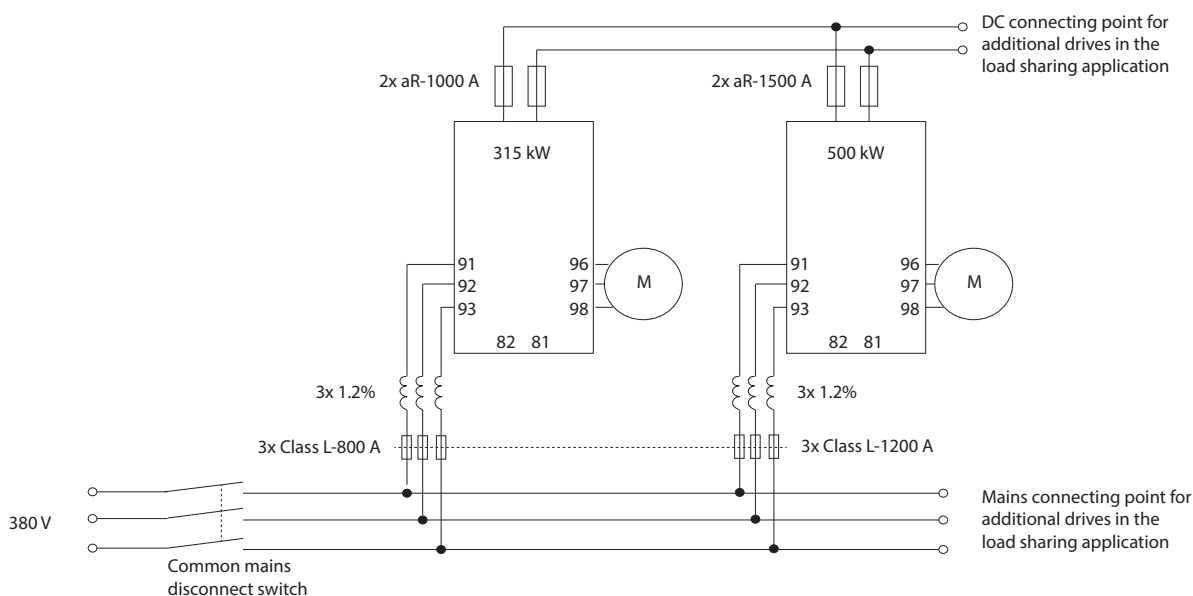 DC connecting point for
additional drives in the
load sharing application
2x aR-1000 A
2x aR-1500 A
315 kW
500 kW
91
92
93
96
97
98
M
82 81
91
92
93
96
97
98
M
82 81
3x 1.2%
3x 1.2%
3x Class L-800 A
3x Class L-1200 A
380 V
Common mains
disconnect switch
Mains connecting point for
additional drives in the
load sharing application